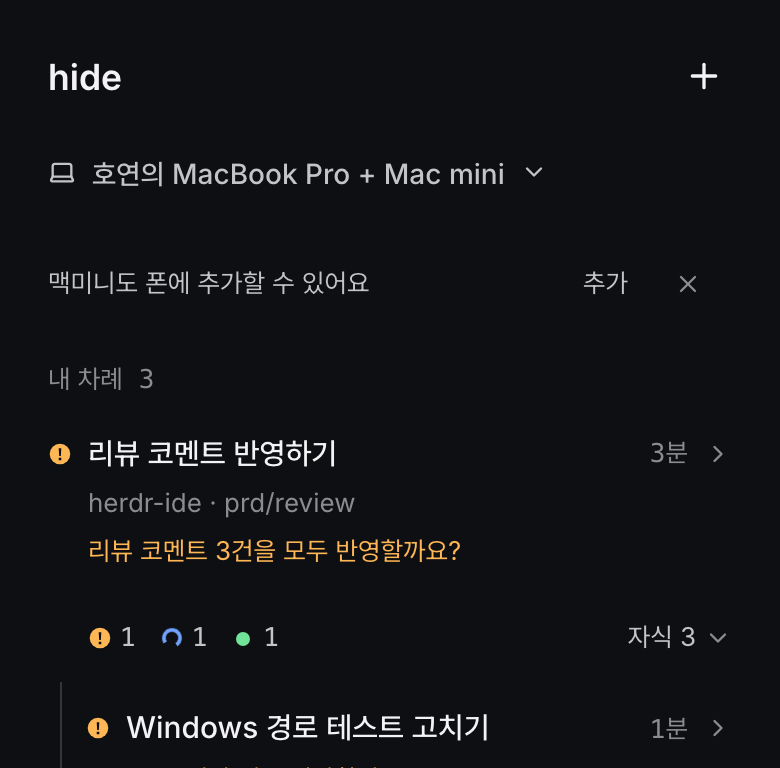 hide
호연의 MacBook Pro + Mac mini
맥미니도 폰에 추가할 수 있어요 추가
내 차례 3
리뷰 코멘트 반영하기 3분
herdr-ide · prd/review
리뷰 코멘트 3건을 모두 반영할까요?
1 1 1 자식 3
Windows 경로 테스트 고치기 1분